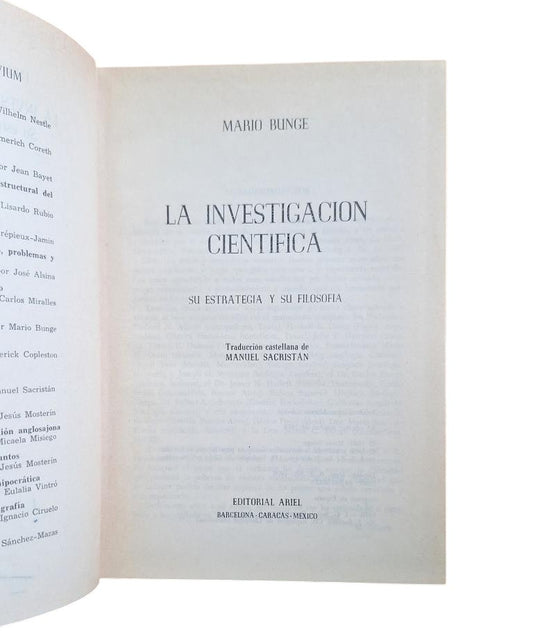 VIUM
Wilhelm Nestle
merich Coreth
or Jean Bayet
structural del
Lisardo Rubio
répieux-Jamin
, problemas y
por José Alsina
o
Carlos Miralles
r Mario Bunge
erick Copleston
nuel Sacristán
Jesús Mosterín
ión anglosajona
Micaela Misiego
antos
Jesús Mosterín
hipocrática
Eulalia Vintró
grafía
Ignacio Ciruelo
Sánchez-Mazas
MARIO BUNGE
LA INVESTIGACION
CIENTIFICA
SU ESTRATEGIA Y SU FILOSOFIA
Traducción castellana de
MANUEL SACRISTÁN
EDITORIAL ARIEL
BARCELONA-CARACAS-MEXICO